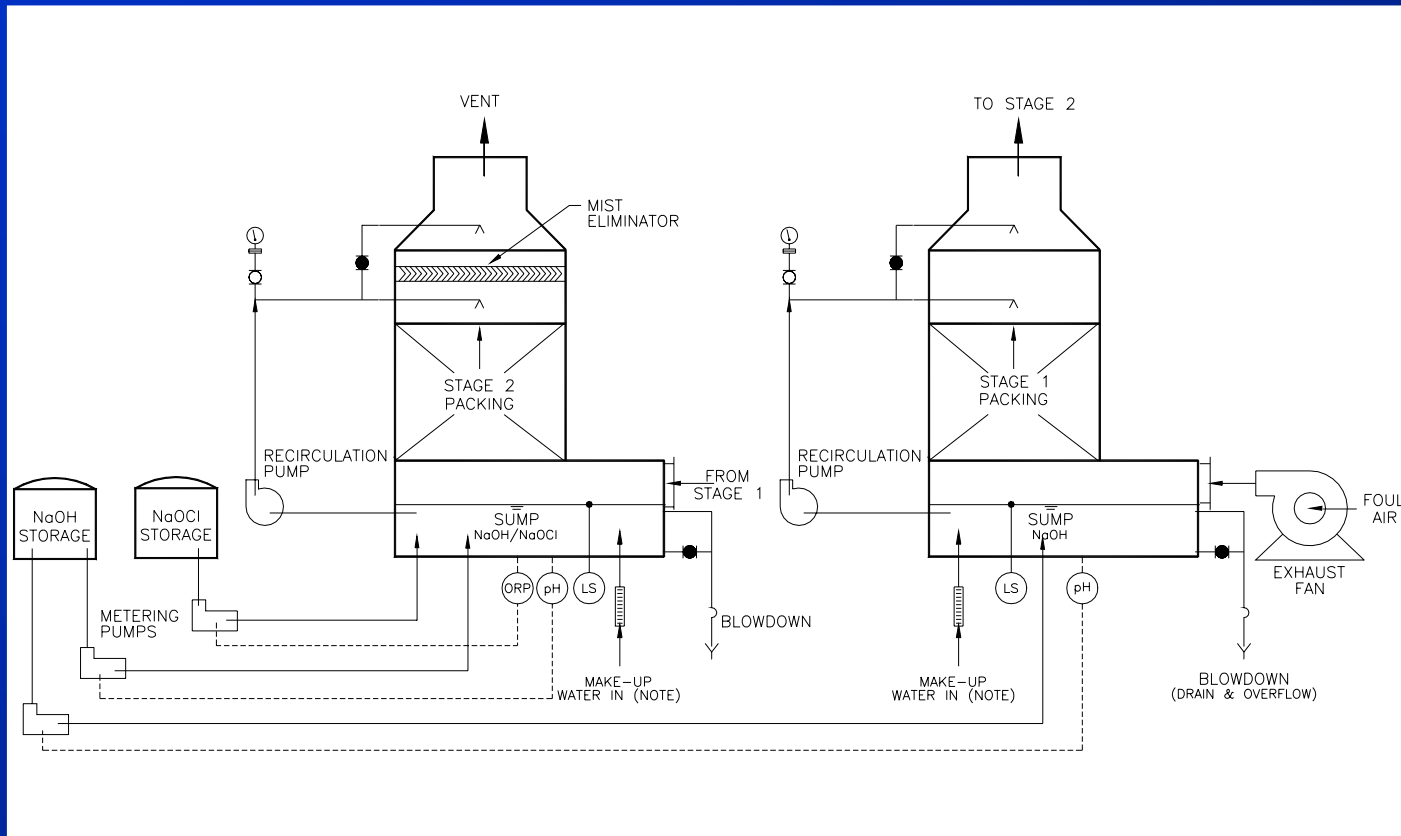 VENT
TO STAGE 2
MIST
ELIMINATOR
STAGE 2
PACKING
STAGE 1
PACKING
RECIRCULATION
PUMP
RECIRCULATION
PUMP
FROM
STAGE 1
FOUL
AIR
NaOH
STORAGE
NaOCl
STORAGE
SUMP
NaOH/NaOCl
SUMP
NaOH
EXHAUST
FAN
ORP
pH
LS
LS
pH
METERING
PUMPS
BLOWDOWN
MAKE-UP
WATER IN (NOTE)
MAKE-UP
WATER IN (NOTE)
BLOWDOWN
(DRAIN & OVERFLOW)